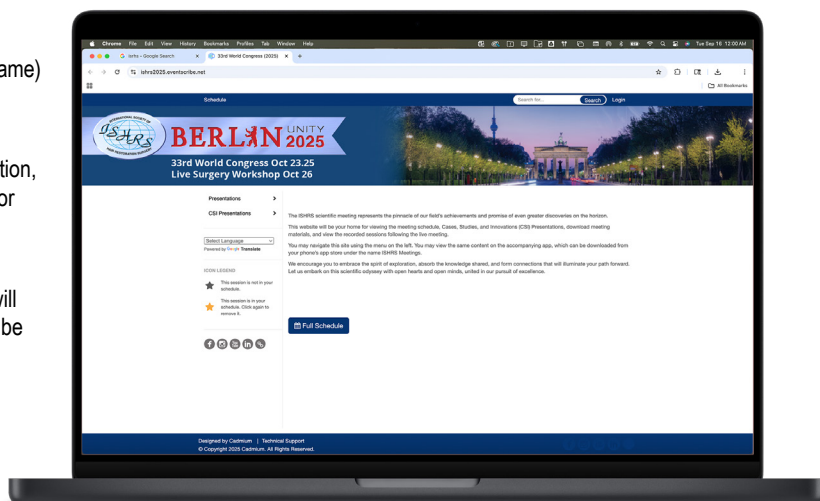 ame)
tion,
or
will
be
Chrome File Edit View History Bookmarks Profiles Tab Window Help
Tue Sep 16 12:00 AM
isrhs - Google Search
33rd World Congress (2025)
ishrs2025.eventscribe.net
All Bookmarks
Schedule
Search for...
Search
Login
INTERNATIONAL SOCIETY OF
ISHRS
HAIR RESTORATION SURGERY
BERLIN UNITY 2025
33rd World Congress Oct 23.25
Live Surgery Workshop Oct 26
Presentations
CSI Presentations
Select Language
Powered by Google Translate
ICON LEGEND
This session is not in your
schedule.
This session is in your
schedule. Click again to
remove it.
The ISHRS scientific meeting represents the pinnacle of our field's achievements and promise of even greater discoveries on the horizon.
This website will be your home for viewing the meeting schedule, Cases, Studies, and Innovations (CSI) Presentations, download meeting
materials, and view the recorded sessions following the live meeting.
You may navigate this site using the menu on the left. You may view the same content on the accompanying app, which can be downloaded from
your phone's app store under the name ISHRS Meetings.
We encourage you to embrace the spirit of exploration, absorb the knowledge shared, and form connections that will illuminate your path forward.
Let us embark on this scientific odyssey with open hearts and open minds, united in our pursuit of excellence.
Full Schedule
Designed by Cadmium | Technical Support
© Copyright 2025 Cadmium. All Rights Reserved.